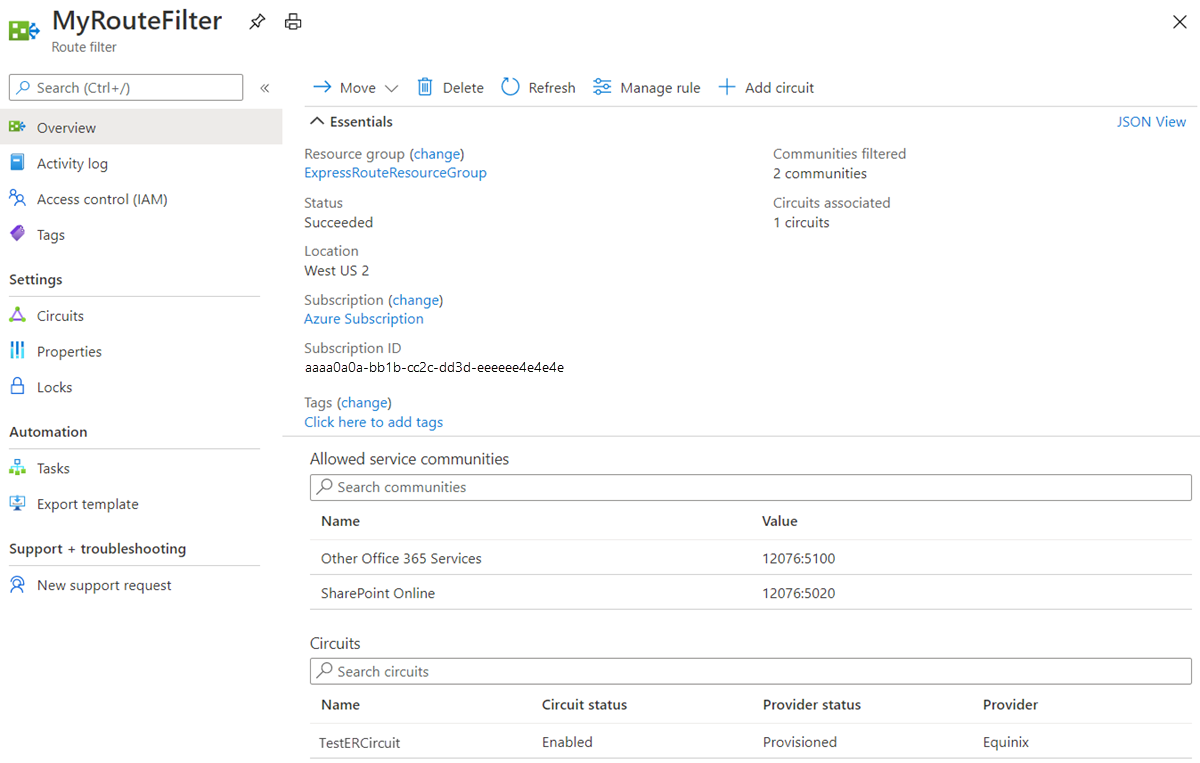 MyRouteFilter
Route filter
Search (Ctrl+/)
«
Overview
Activity log
Access control (IAM)
Tags
Settings
Circuits
Properties
Locks
Automation
Tasks
Export template
Support + troubleshooting
New support request
Move Delete Refresh Manage rule Add circuit
Essentials JSON View
Resource group (change)
ExpressRouteResourceGroup
Status
Succeeded
Location
West US 2
Subscription (change)
Azure Subscription
Subscription ID
aaaa0a0a-bb1b-cc2c-dd3d-eeeeee4e4e4e
Tags (change)
Click here to add tags
Communities filtered
2 communities
Circuits associated
1 circuits
Allowed service communities
Search communities
Name Value
Other Office 365 Services 12076:5100
SharePoint Online 12076:5020
Circuits
Search circuits
Name Circuit status Provider status Provider
TestERCircuit Enabled Provisioned Equinix